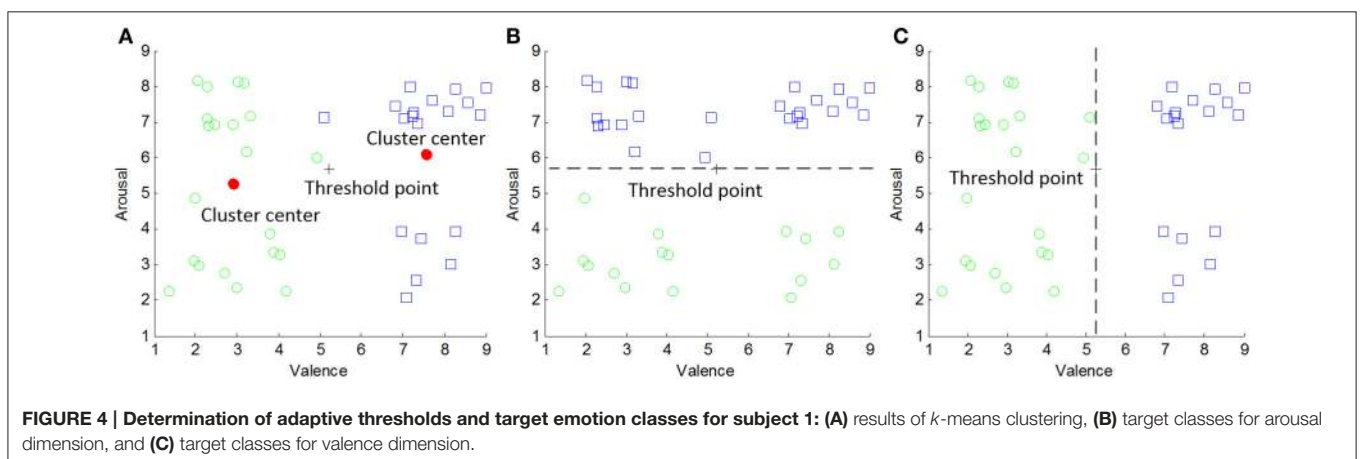 A
B
C
9
8
7
6
5
4
3
2
1
Arousal
1 2 3 4 5 6 7 8 9
Valence
Cluster center
Threshold point
Cluster center
9
8
7
6
5
4
3
2
1
Arousal
1 2 3 4 5 6 7 8 9
Valence
Threshold point
9
8
7
6
5
4
3
2
1
Arousal
1 2 3 4 5 6 7 8 9
Valence
Threshold point
FIGURE 4 | Determination of adaptive thresholds and target emotion classes for subject 1: (A) results of k-means clustering, (B) target classes for arousal
dimension, and (C) target classes for valence dimension.